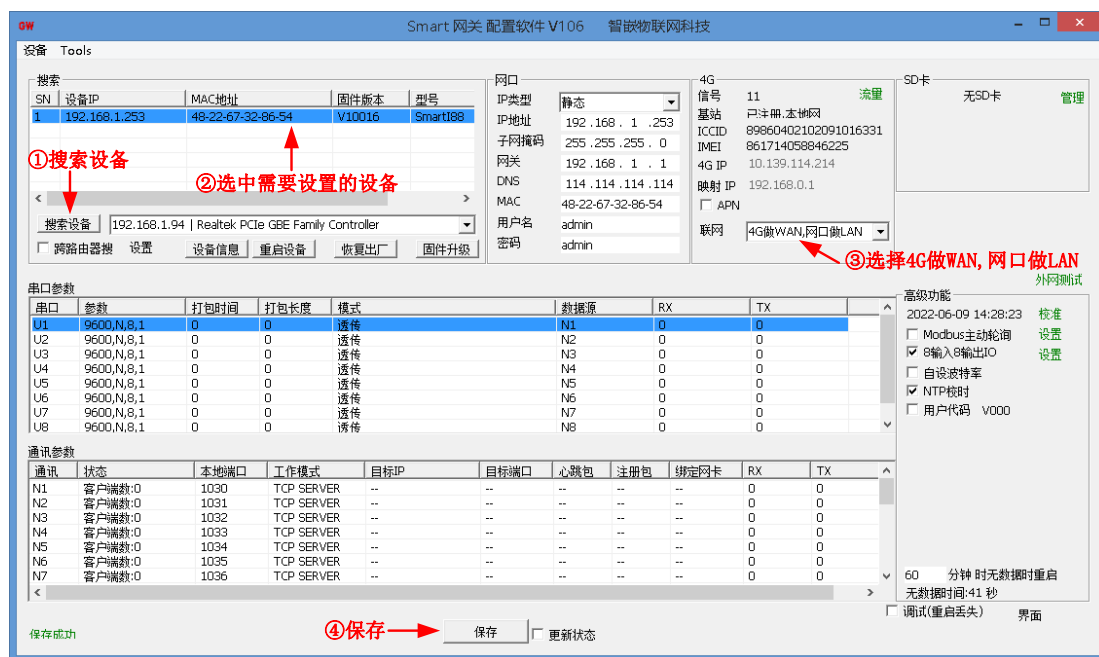 GW Smart 网关 配置软件 V106 智嵌物联网科技
设备 Tools
搜索
SN 设备IP MAC地址 固件版本 型号
1 192.168.1.253 48-22-67-32-86-54 V10016 SmartI88
①搜索设备
②选中需要设置的设备
搜索设备 192.168.1.94 | Realtek PCIe GBE Family Controller
跨路由器搜 设置 设备信息 重启设备 恢复出厂 固件升级
网口
IP类型 静态
IP地址 192 .168 . 1 .253
子网掩码 255 .255 .255 . 0
网关 192 .168 . 1 . 1
DNS 114 .114 .114 .114
MAC 48-22-67-32-86-54
用户名 admin
密码 admin
4G
信号 11 流量
基站 已注册,本地网
ICCID 89860402102091016331
IMEI 861714058846225
4G IP 10.139.114.214
映射 IP 192.168.0.1
APN
联网 4G做WAN,网口做LAN
③选择4G做WAN,网口做LAN
SD卡
无SD卡 管理
外网测试
串口参数
串口 参数 打包时间 打包长度 模式 数据源 RX TX
U1 9600,N,8,1 0 0 透传 N1 0 0
U2 9600,N,8,1 0 0 透传 N2 0 0
U3 9600,N,8,1 0 0 透传 N3 0 0
U4 9600,N,8,1 0 0 透传 N4 0 0
U5 9600,N,8,1 0 0 透传 N5 0 0
U6 9600,N,8,1 0 0 透传 N6 0 0
U7 9600,N,8,1 0 0 透传 N7 0 0
U8 9600,N,8,1 0 0 透传 N8 0 0
高级功能
2022-06-09 14:28:23 校准
Modbus主动轮询 设置
8输入8输出IO 设置
自设波特率
NTP校时
用户代码 V000
通讯参数
通讯 状态 本地端口 工作模式 目标IP 目标端口 心跳包 注册包 绑定网卡 RX TX
N1 客户端数:0 1030 TCP SERVER -- -- -- -- -- 0 0
N2 客户端数:0 1031 TCP SERVER -- -- -- -- -- 0 0
N3 客户端数:0 1032 TCP SERVER -- -- -- -- -- 0 0
N4 客户端数:0 1033 TCP SERVER -- -- -- -- -- 0 0
N5 客户端数:0 1034 TCP SERVER -- -- -- -- -- 0 0
N6 客户端数:0 1035 TCP SERVER -- -- -- -- -- 0 0
N7 客户端数:0 1036 TCP SERVER -- -- -- -- -- 0 0
60 分钟 时无数据时重启
无数据时间:41 秒
调试(重启丢失) 界面
保存成功 ④保存 保存 更新状态